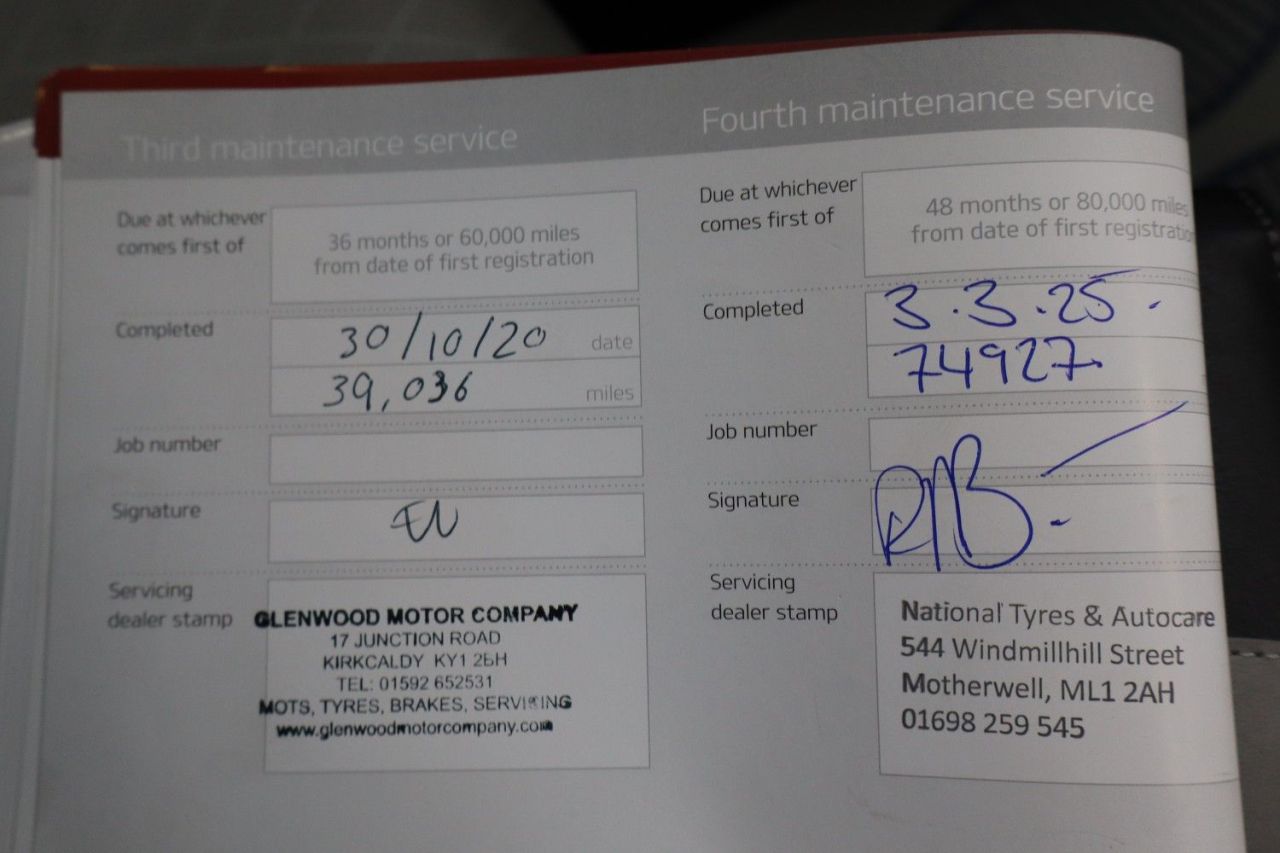 Third maintenance service
Due at whichever
comes first of
36 months or 60,000 miles
from date of first registration
Completed
30/10/20 date
39,036 miles
Job number
Signature
Servicing
dealer stamp
GLENWOOD MOTOR COMPANY
17 JUNCTION ROAD
KIRKCALDY KY1 2BH
TEL: 01592 652531
MOTS, TYRES, BRAKES, SERVICING
www.glenwoodmotorcompany.com
Fourth maintenance service
Due at whichever
comes first of
48 months or 80,000 miles
from date of first registration
Completed
3.3.25.
74927.
Job number
Signature
Servicing
dealer stamp
National Tyres & Autocare
544 Windmillhill Street
Motherwell, ML1 2AH
01698 259 545